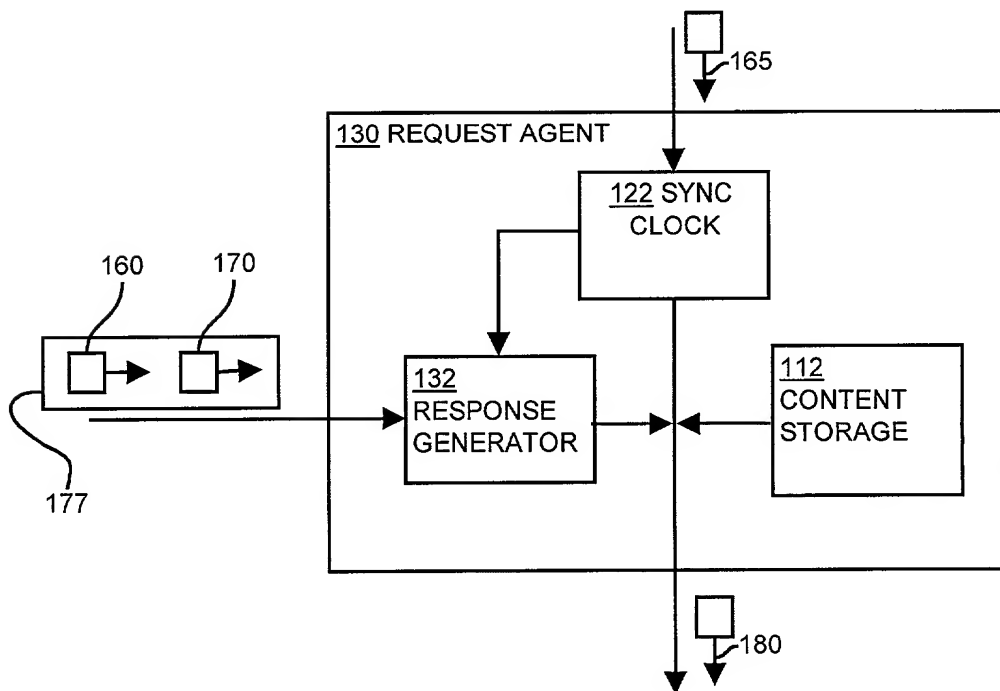 165
130 REQUEST AGENT
122 SYNC
CLOCK
160
170
132
RESPONSE
GENERATOR
112
CONTENT
STORAGE
177
180